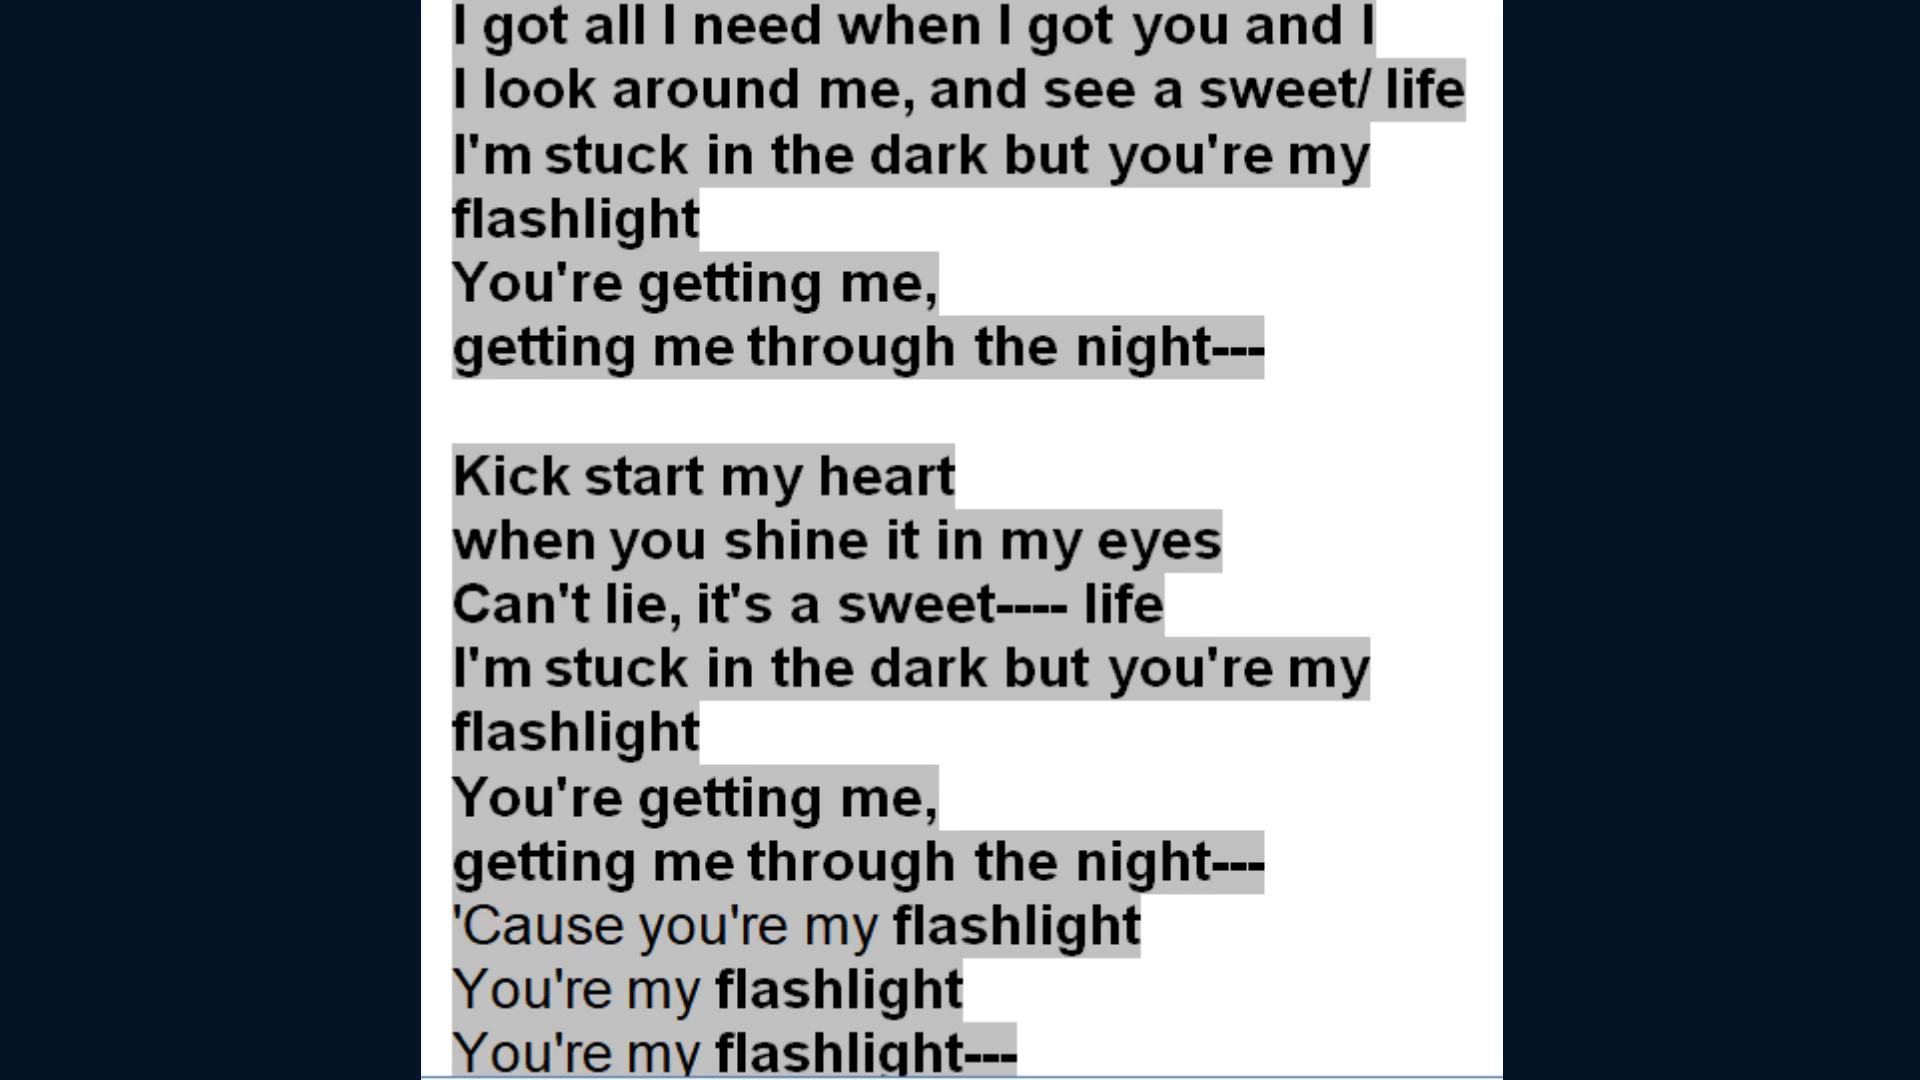 I got all I need when I got you and I
I look around me, and see a sweet/ life
I'm stuck in the dark but you're my
flashlight
You're getting me,
getting me through the night---
Kick start my heart
when you shine it in my eyes
Can't lie, it's a sweet---- life
I'm stuck in the dark but you're my
flashlight
You're getting me,
getting me through the night---
'Cause you're my flashlight
You're my flashlight
You're my flashlight---